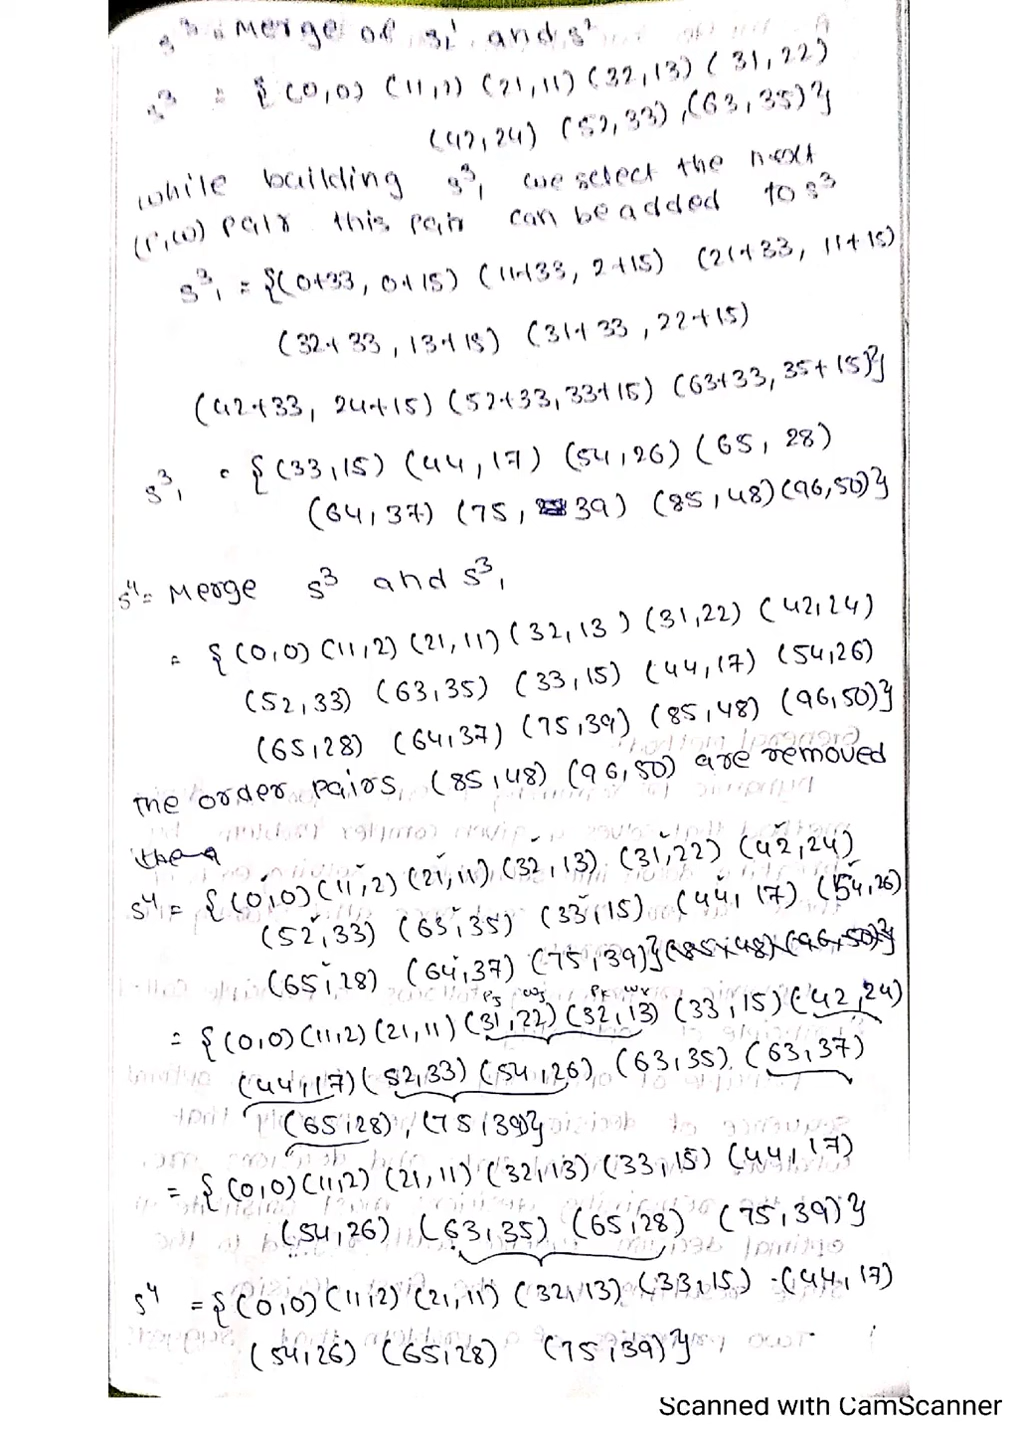 s³ = Merge of s²₁ and s²
s³ = {(0,0) (11,2) (21,11) (32,13) (31,22)
(42,24) (52,33), (63,35)}
while building s³₁ we select the next
(P,w) pair this pair can be added to s³
s³₁ = {(0+33, 0+15) (11+33, 2+15) (21+33, 11+15)
(32+33, 13+15) (31+33, 22+15)
(42+33, 24+15) (52+33, 33+15) (63+33, 35+15)}
s³₁ = {(33,15) (44,17) (54,26) (65,28)
(64,37) (75, 39) (85,48) (96,50)}
s⁴ = Merge s³ and s³₁
= {(0,0) (11,2) (21,11) (32,13) (31,22) (42,24)
(52,33) (63,35) (33,15) (44,17) (54,26)
(65,28) (64,37) (75,39) (85,48) (96,50)}
The order pairs (85,48) (96,50) are removed
s⁴ = {(0,0) (11,2) (21,11) (32,13) (31,22) (42,24)
(52,33) (63,35) (33,15) (44,17) (54,26)
(65,28) (64,37) (75,39)} (85,48) (96,50)}
Pj wj Pk wk
= {(0,0) (11,2) (21,11) (31,22) (32,13) (33,15) (42,24)
(44,17) (52,33) (54,26) (63,35) (63,37)
(65,28), (75,39)}
= {(0,0) (11,2) (21,11) (32,13) (33,15) (44,17)
(54,26) (63,35) (65,28) (75,39)}
s⁴ = {(0,0) (11,2) (21,11) (32,13) (33,15) (44,17)
(54,26) (65,28) (75,39)}
Scanned with CamScanner